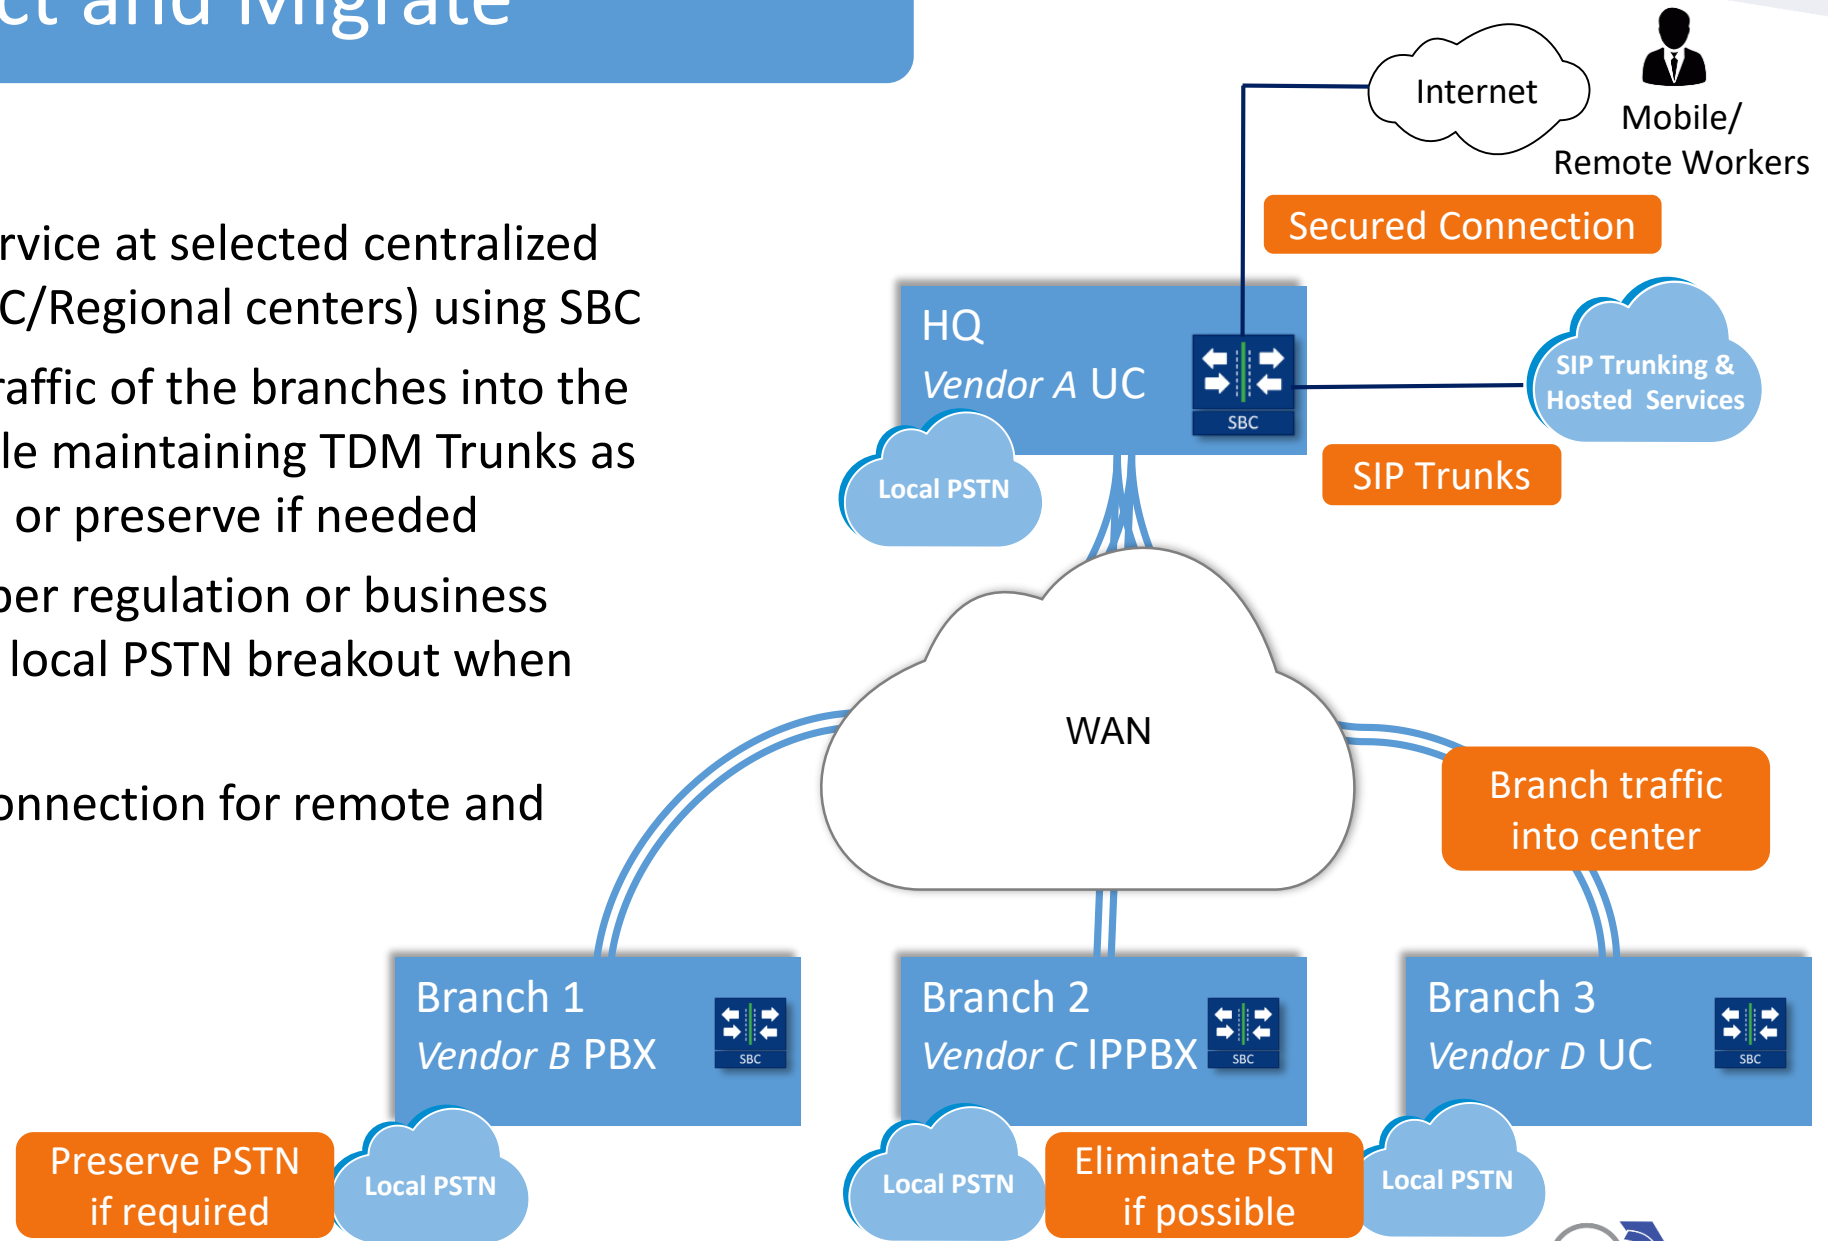 ct and Migrate
rvice at selected centralized
C/Regional centers) using SBC
raffic of the branches into the
le maintaining TDM Trunks as
or preserve if needed
per regulation or business
local PSTN breakout when
onnection for remote and
Internet
Mobile/
Remote Workers
Secured Connection
HQ
Vendor A UC
SBC
SIP Trunking &
Hosted Services
SIP Trunks
Local PSTN
WAN
Branch traffic
into center
Branch 1
Vendor B PBX
SBC
Branch 2
Vendor C IPPBX
SBC
Branch 3
Vendor D UC
SBC
Preserve PSTN
if required
Local PSTN
Local PSTN
Eliminate PSTN
if possible
Local PSTN